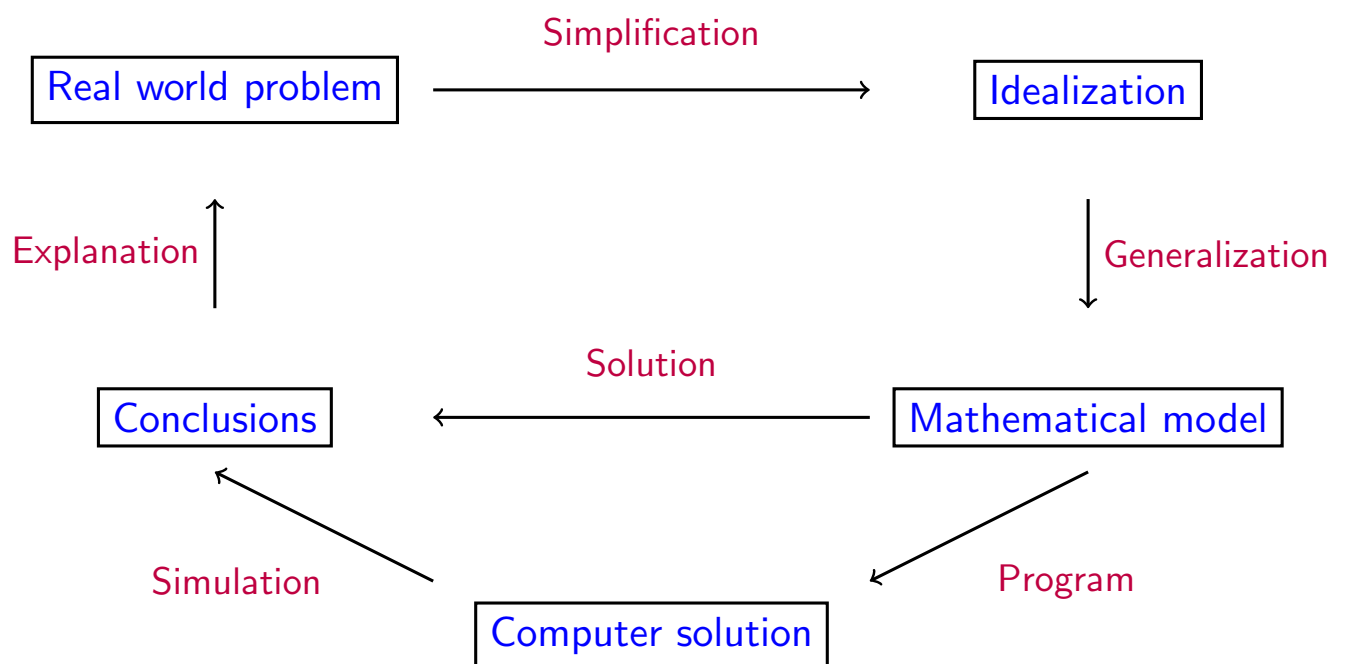 Simplification
Real world problem
Idealization
Explanation
Generalization
Solution
Conclusions
Mathematical model
Simulation
Program
Computer solution